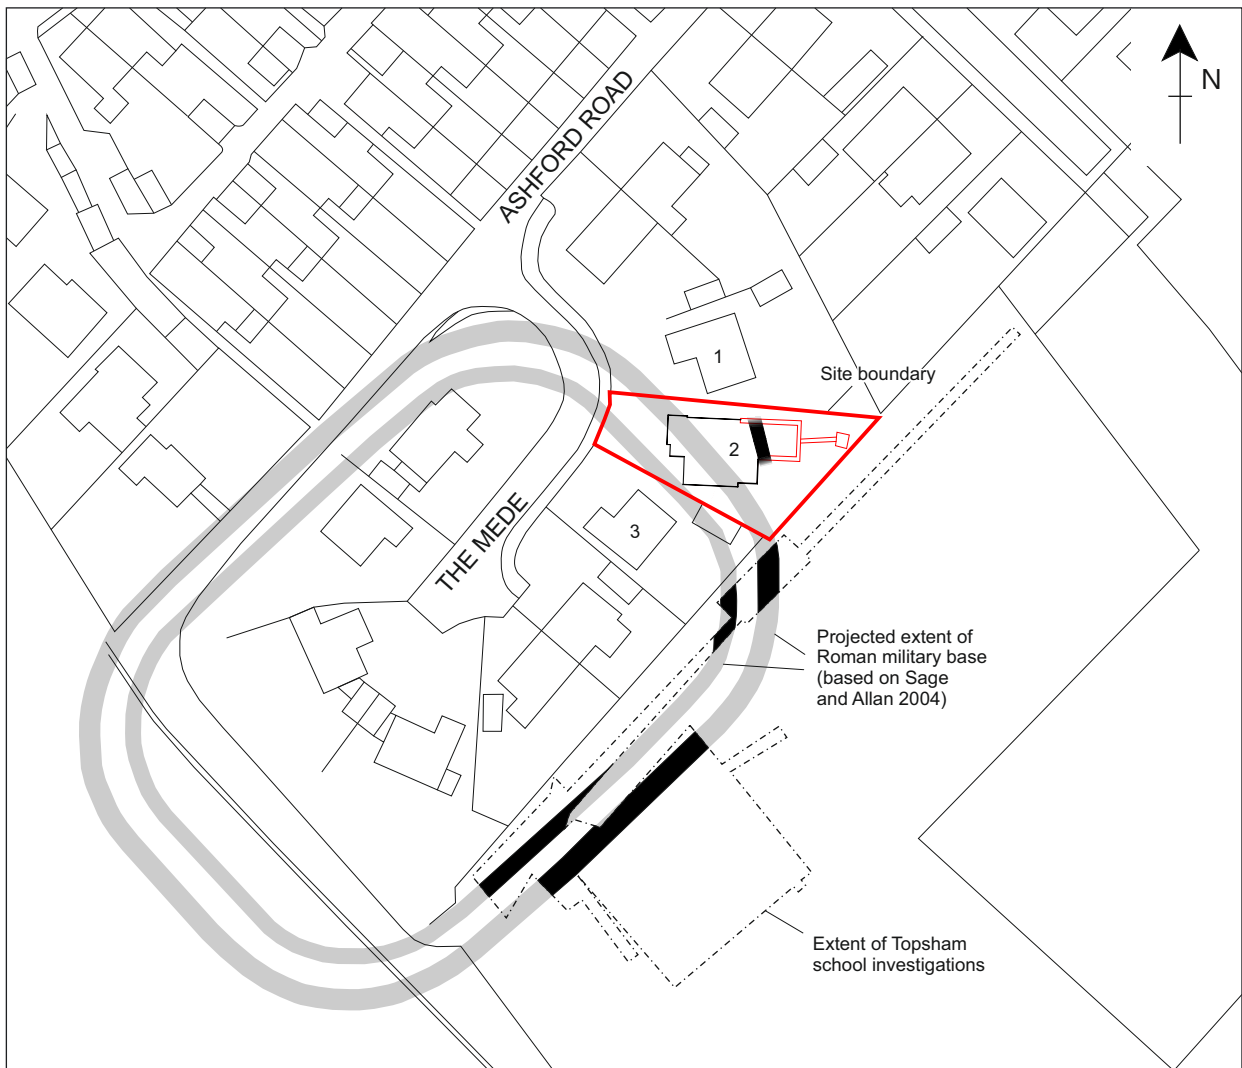 N
ASHFORD ROAD
1
Site boundary
2
3
THE MEDE
Projected extent of
Roman military base
(based on Sage
and Allan 2004)
Extent of Topsham
school investigations